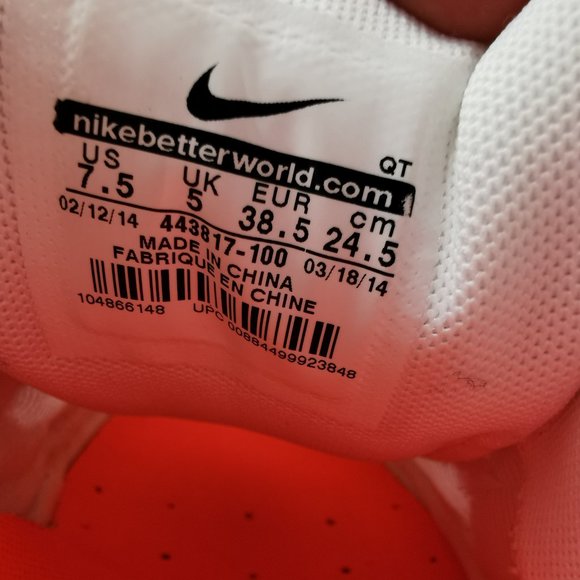 nikebetterworld.com
QT
US UK EUR cm
7.5 5 38.5 24.5
02/12/14 443817-100 03/18/14
MADE IN CHINA
FABRIQUE EN CHINE
104866148 UPC 00884499923848